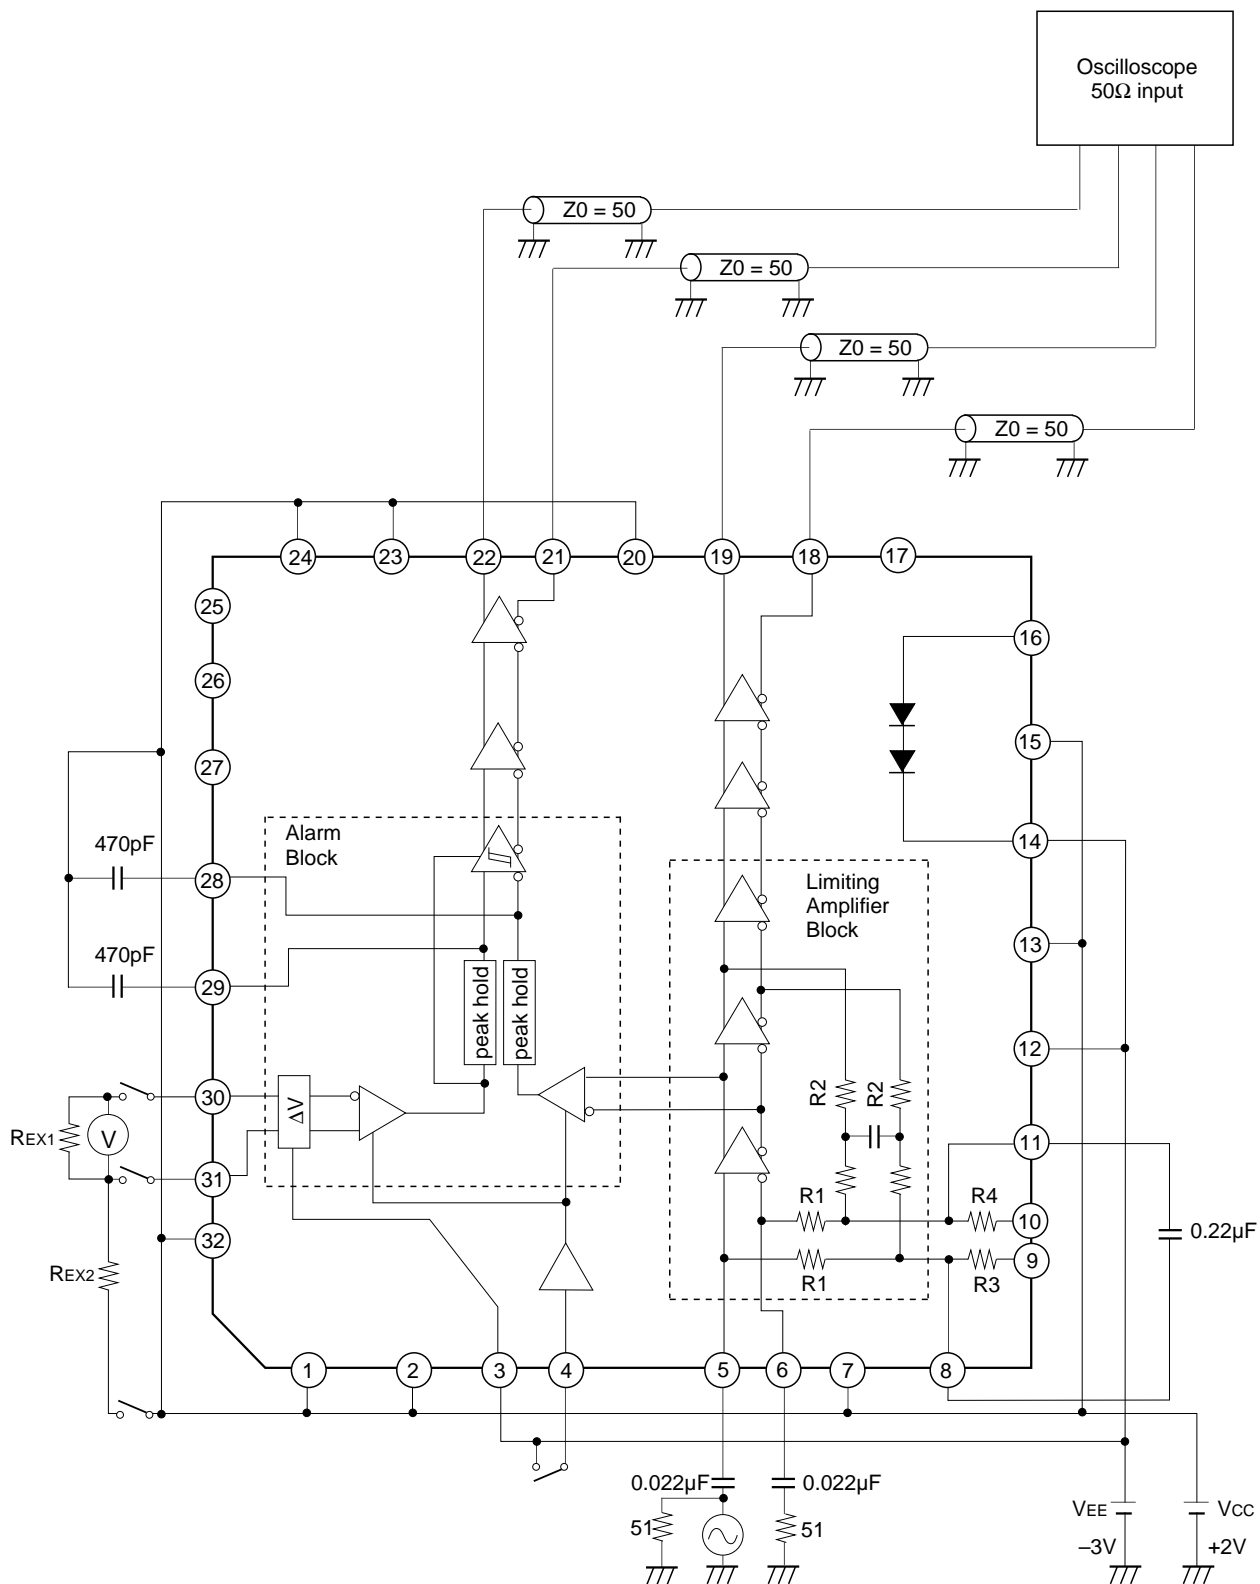 Oscilloscope
50Ω input
Z0 = 50
Z0 = 50
Z0 = 50
Z0 = 50
24
23
22
21
20
19
18
17
25
16
26
15
27
14
Alarm
Block
470pF
28
Limiting
Amplifier
Block
13
470pF
29
peak hold
peak hold
12
30
ΔV
R2
R2
REX1
V
11
31
R1
R4
10
32
0.22µF
REX2
R1
R3
9
1
2
3
4
5
6
7
8
0.022µF
0.022µF
51
51
VEE
–3V
VCC
+2V